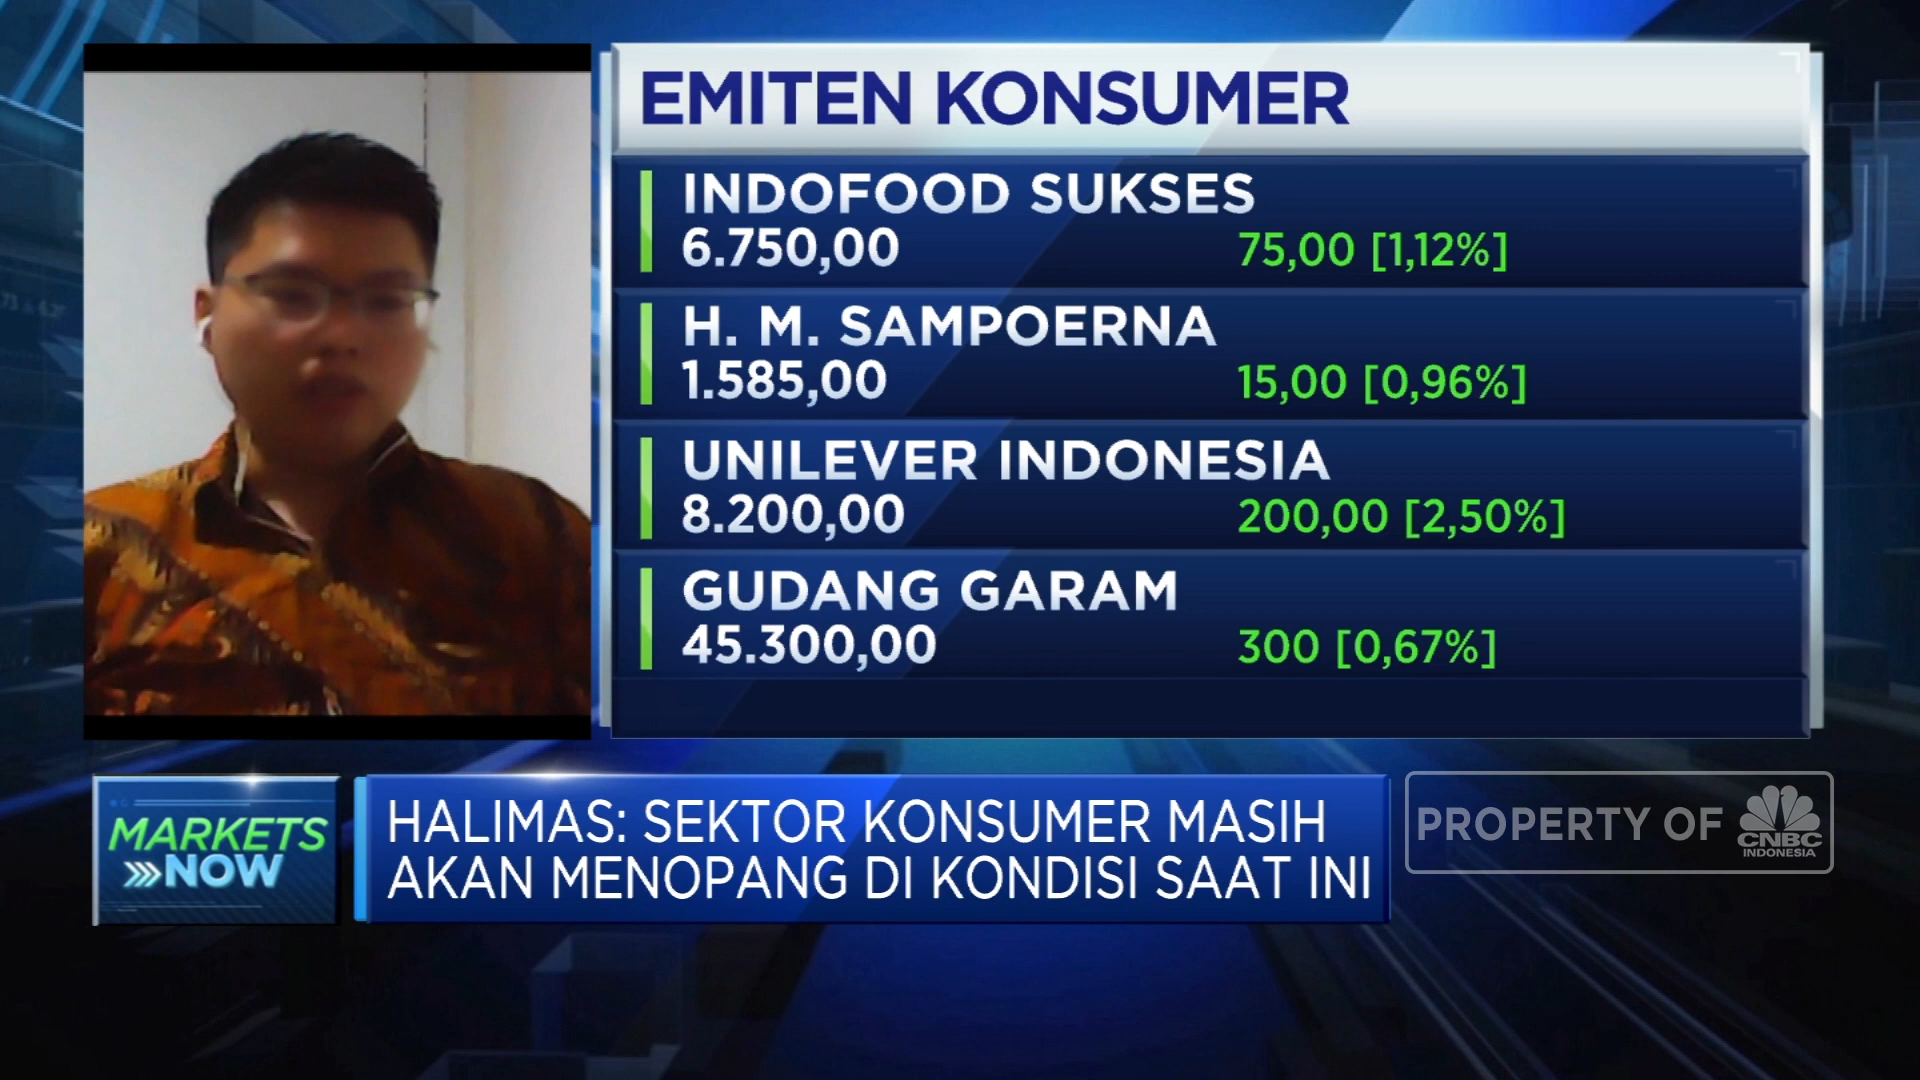 EMITEN KONSUMER
INDOFOOD SUKSES
6.750,00 75,00 [1,12%]
H. M. SAMPOERNA
1.585,00 15,00 [0,96%]
UNILEVER INDONESIA
8.200,00 200,00 [2,50%]
GUDANG GARAM
45.300,00 300 [0,67%]
MARKETS
NOW
HALIMAS: SEKTOR KONSUMER MASIH
AKAN MENOPANG DI KONDISI SAAT INI
PROPERTY OF CNBC
INDONESIA